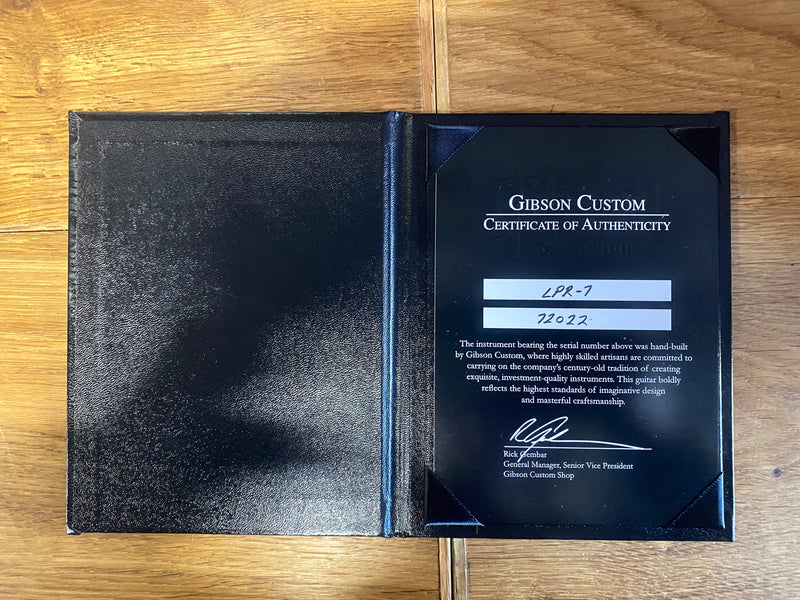 GIBSON CUSTOM
CERTIFICATE OF AUTHENTICITY
LPR-7
72022
The instrument bearing the serial number above was hand-built
by Gibson Custom, where highly skilled artisans are committed to
carrying on the company's century-old tradition of creating
exquisite, investment-quality instruments. This guitar boldly
reflects the highest standards of imaginative design
and masterful craftsmanship.
Rick Gembar
General Manager, Senior Vice President
Gibson Custom Shop